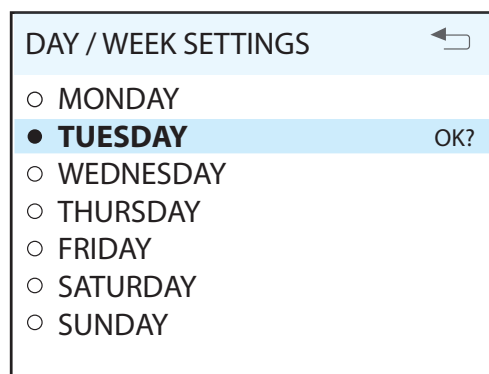 DAY / WEEK SETTINGS
MONDAY
TUESDAY OK?
WEDNESDAY
THURSDAY
FRIDAY
SATURDAY
SUNDAY